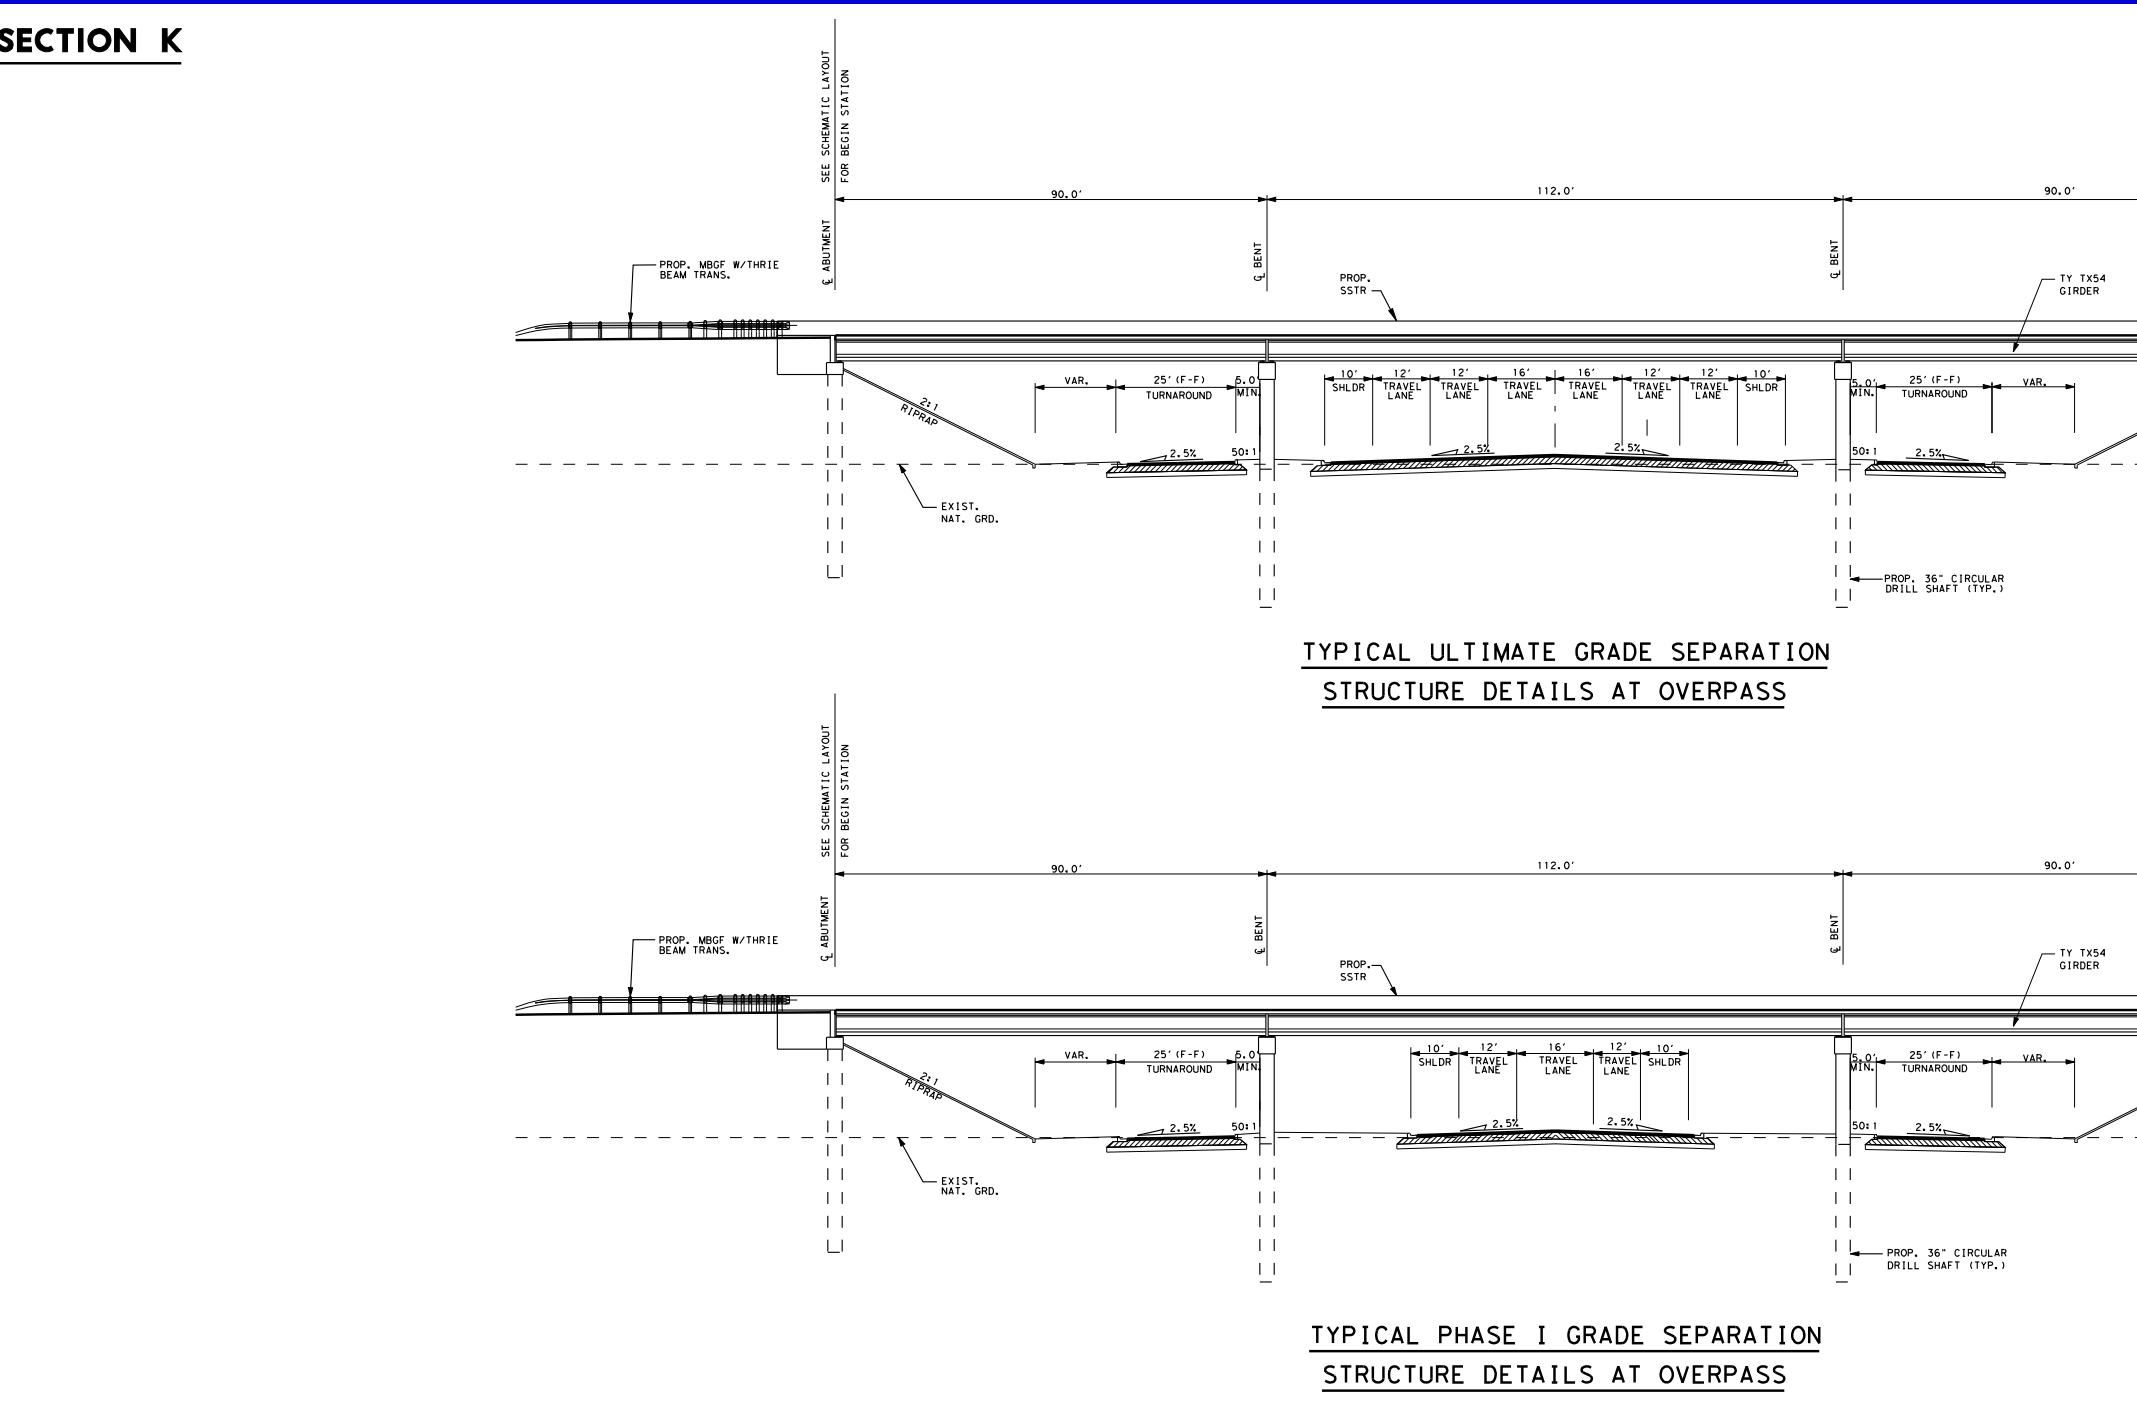 SECTION K
SEE SCHEMATIC LAYOUT
FOR BEGIN STATION
90.0'
112.0'
90.0'
℄ ABUTMENT
℄ BENT
℄ BENT
PROP. MBGF W/THRIE
BEAM TRANS.
PROP.
SSTR
TY TX54
GIRDER
2:1
RIPRAP
VAR.
25' (F-F)
TURNAROUND
5.0'
MIN.
10'
SHLDR
12'
TRAVEL
LANE
12'
TRAVEL
LANE
16'
TRAVEL
LANE
16'
TRAVEL
LANE
12'
TRAVEL
LANE
12'
TRAVEL
LANE
10'
SHLDR
5.0'
MIN.
25' (F-F)
TURNAROUND
VAR.
2.5%
50:1
2.5%
2.5%
50:1
2.5%
EXIST.
NAT. GRD.
PROP. 36" CIRCULAR
DRILL SHAFT (TYP.)
TYPICAL ULTIMATE GRADE SEPARATION
STRUCTURE DETAILS AT OVERPASS
SEE SCHEMATIC LAYOUT
FOR BEGIN STATION
90.0'
112.0'
90.0'
℄ ABUTMENT
℄ BENT
℄ BENT
PROP. MBGF W/THRIE
BEAM TRANS.
PROP.
SSTR
TY TX54
GIRDER
2:1
RIPRAP
VAR.
25' (F-F)
TURNAROUND
5.0'
MIN.
10'
SHLDR
12'
TRAVEL
LANE
16'
TRAVEL
LANE
12'
TRAVEL
LANE
10'
SHLDR
5.0'
MIN.
25' (F-F)
TURNAROUND
VAR.
2.5%
50:1
2.5%
2.5%
50:1
2.5%
EXIST.
NAT. GRD.
PROP. 36" CIRCULAR
DRILL SHAFT (TYP.)
TYPICAL PHASE I GRADE SEPARATION
STRUCTURE DETAILS AT OVERPASS